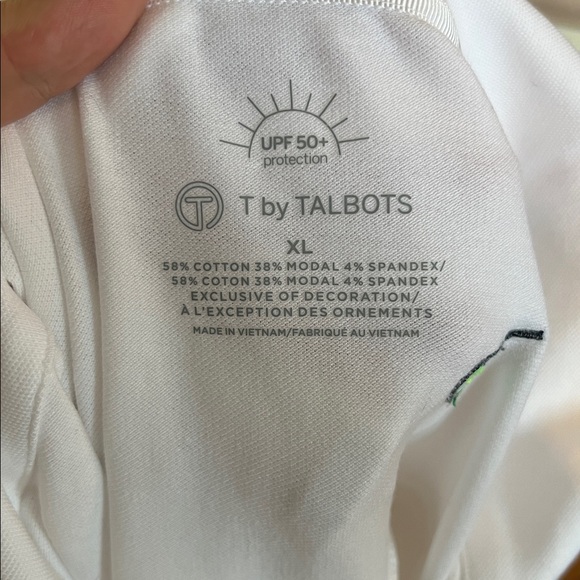 UPF 50+
protection
T by TALBOTS
XL
58% COTTON 38% MODAL 4% SPANDEX/
58% COTON 38% MODAL 4% SPANDEX
EXCLUSIVE OF DECORATION/
À L'EXCEPTION DES ORNEMENTS
MADE IN VIETNAM/FABRIQUÉ AU VIETNAM